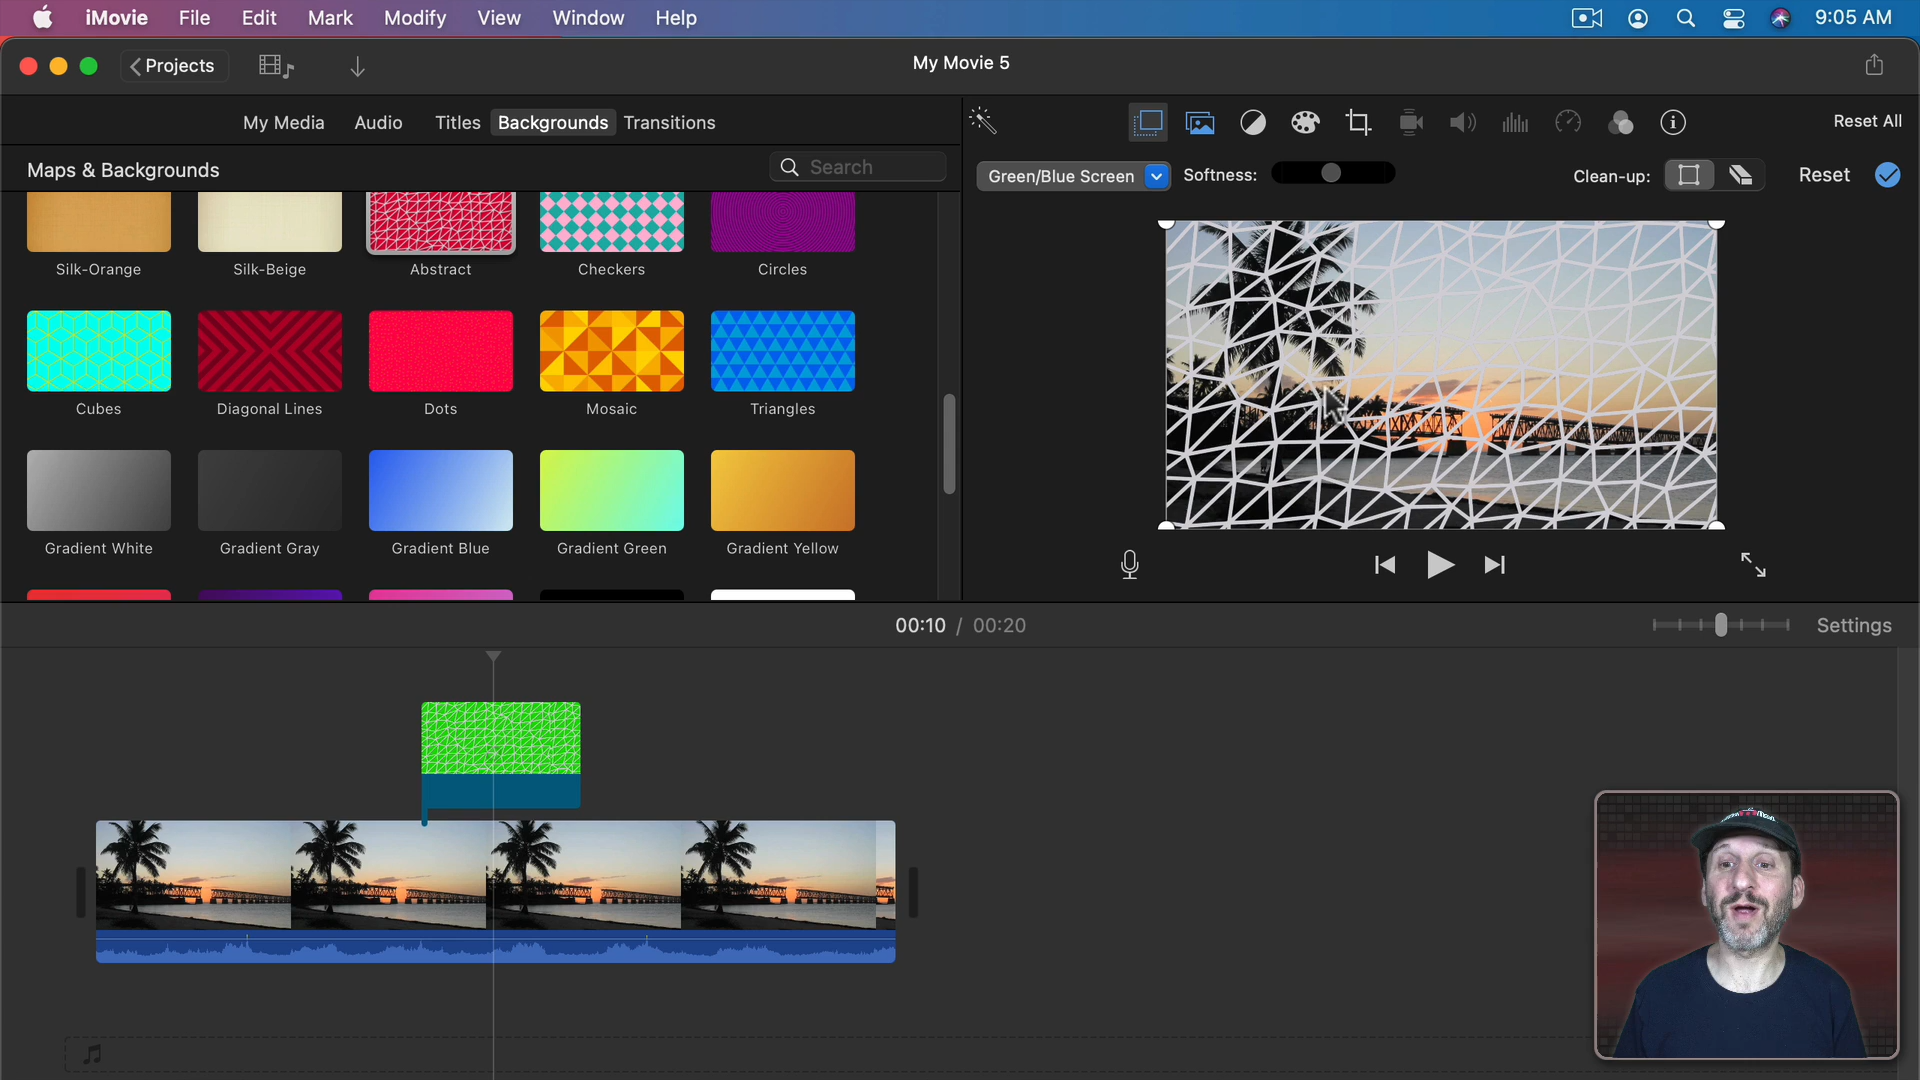 iMovie File Edit Mark Modify View Window Help 9:05 AM
Projects My Movie 5
My Media Audio Titles Backgrounds Transitions Reset All
Maps & Backgrounds Search
Green/Blue Screen Softness: Clean-up: Reset
Silk-Orange Silk-Beige Abstract Checkers Circles
Cubes Diagonal Lines Dots Mosaic Triangles
Gradient White Gradient Gray Gradient Blue Gradient Green Gradient Yellow
00:10 / 00:20 Settings